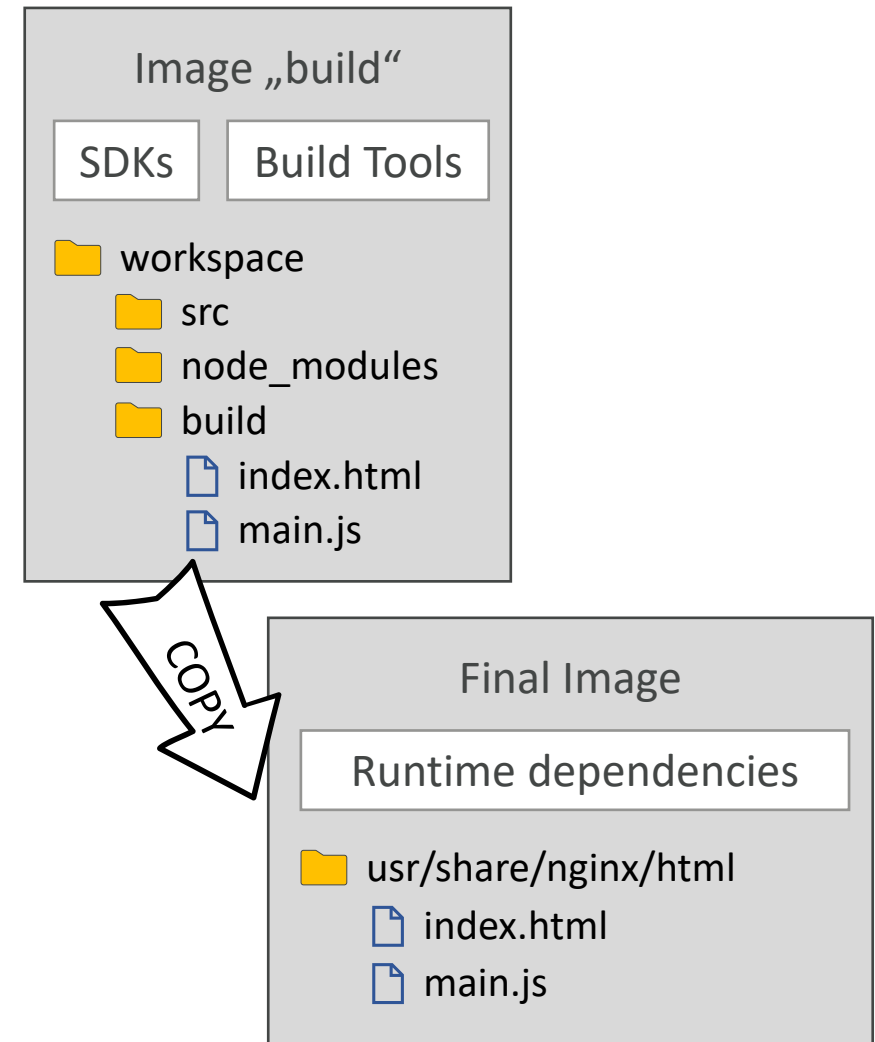 Image „build“
SDKs
Build Tools
workspace
src
node_modules
build
index.html
main.js
COPY
Final Image
Runtime dependencies
usr/share/nginx/html
index.html
main.js